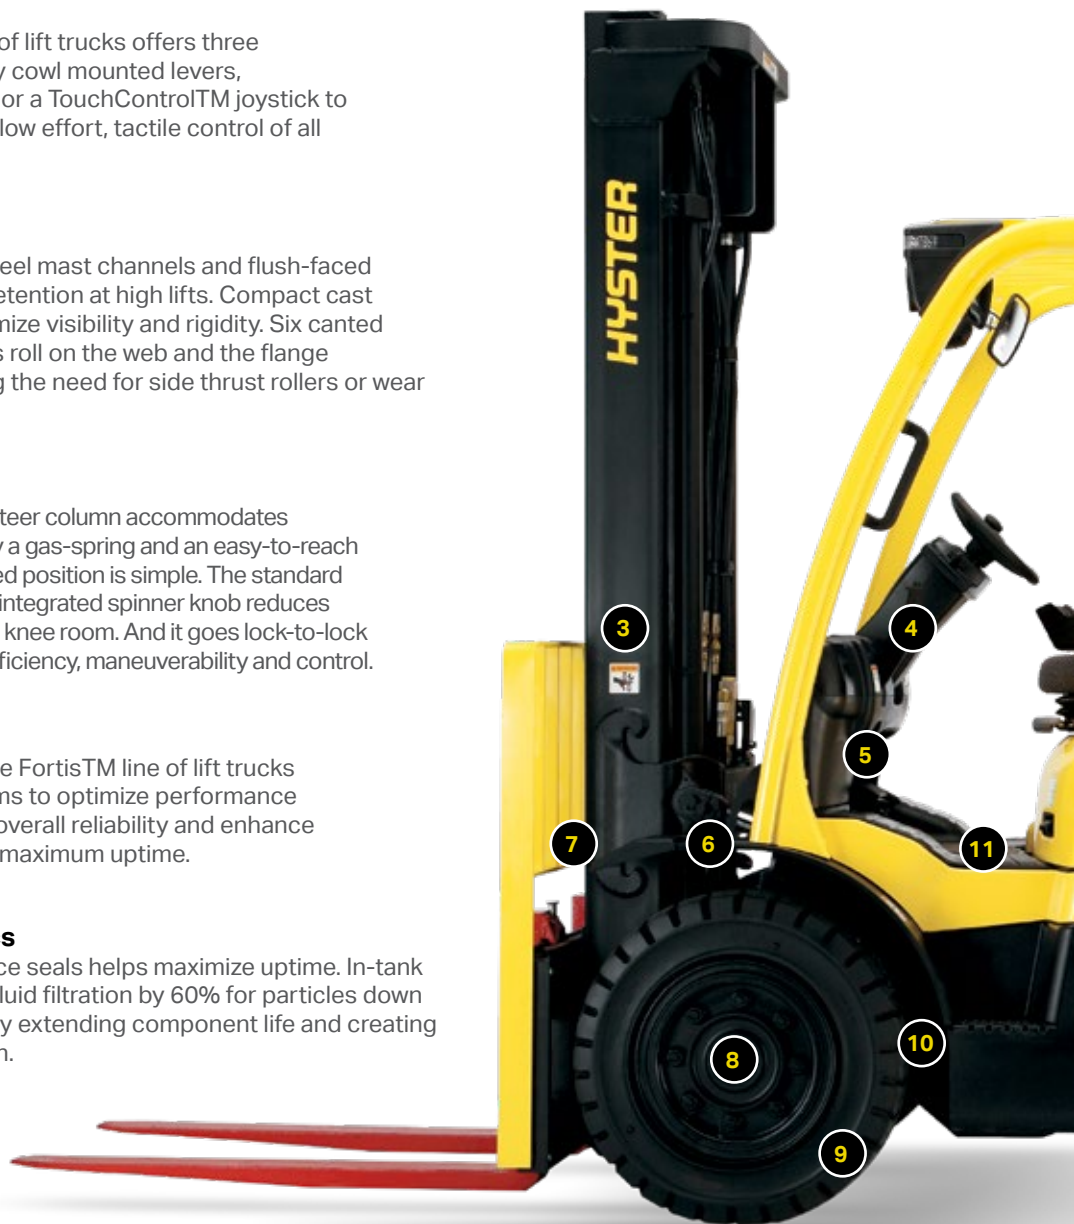 of lift trucks offers three
y cowl mounted levers,
or a TouchControlTM joystick to
low effort, tactile control of all
eel mast channels and flush-faced
etention at high lifts. Compact cast
mize visibility and rigidity. Six canted
s roll on the web and the flange
g the need for side thrust rollers or wear
teer column accommodates
y a gas-spring and an easy-to-reach
ed position is simple. The standard
integrated spinner knob reduces
knee room. And it goes lock-to-lock
ficiency, maneuverability and control.
e FortisTM line of lift trucks
ms to optimize performance
overall reliability and enhance
maximum uptime.
s
ce seals helps maximize uptime. In-tank
luid filtration by 60% for particles down
y extending component life and creating
n.
HYSTER
3
4
5
7
6
11
10
8
9